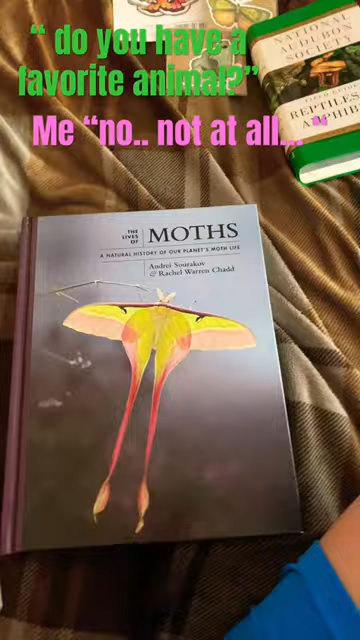 “ do you have a
favorite animal?”
Me “no.. not at all... “
NATIONAL
AUDUBON
SOCIETY
REPTILES
THE
LIVES
OF
MOTHS
A NATURAL HISTORY OF OUR PLANET'S MOTH LIFE
Andrei Sourakov
& Rachel Warren Chadd